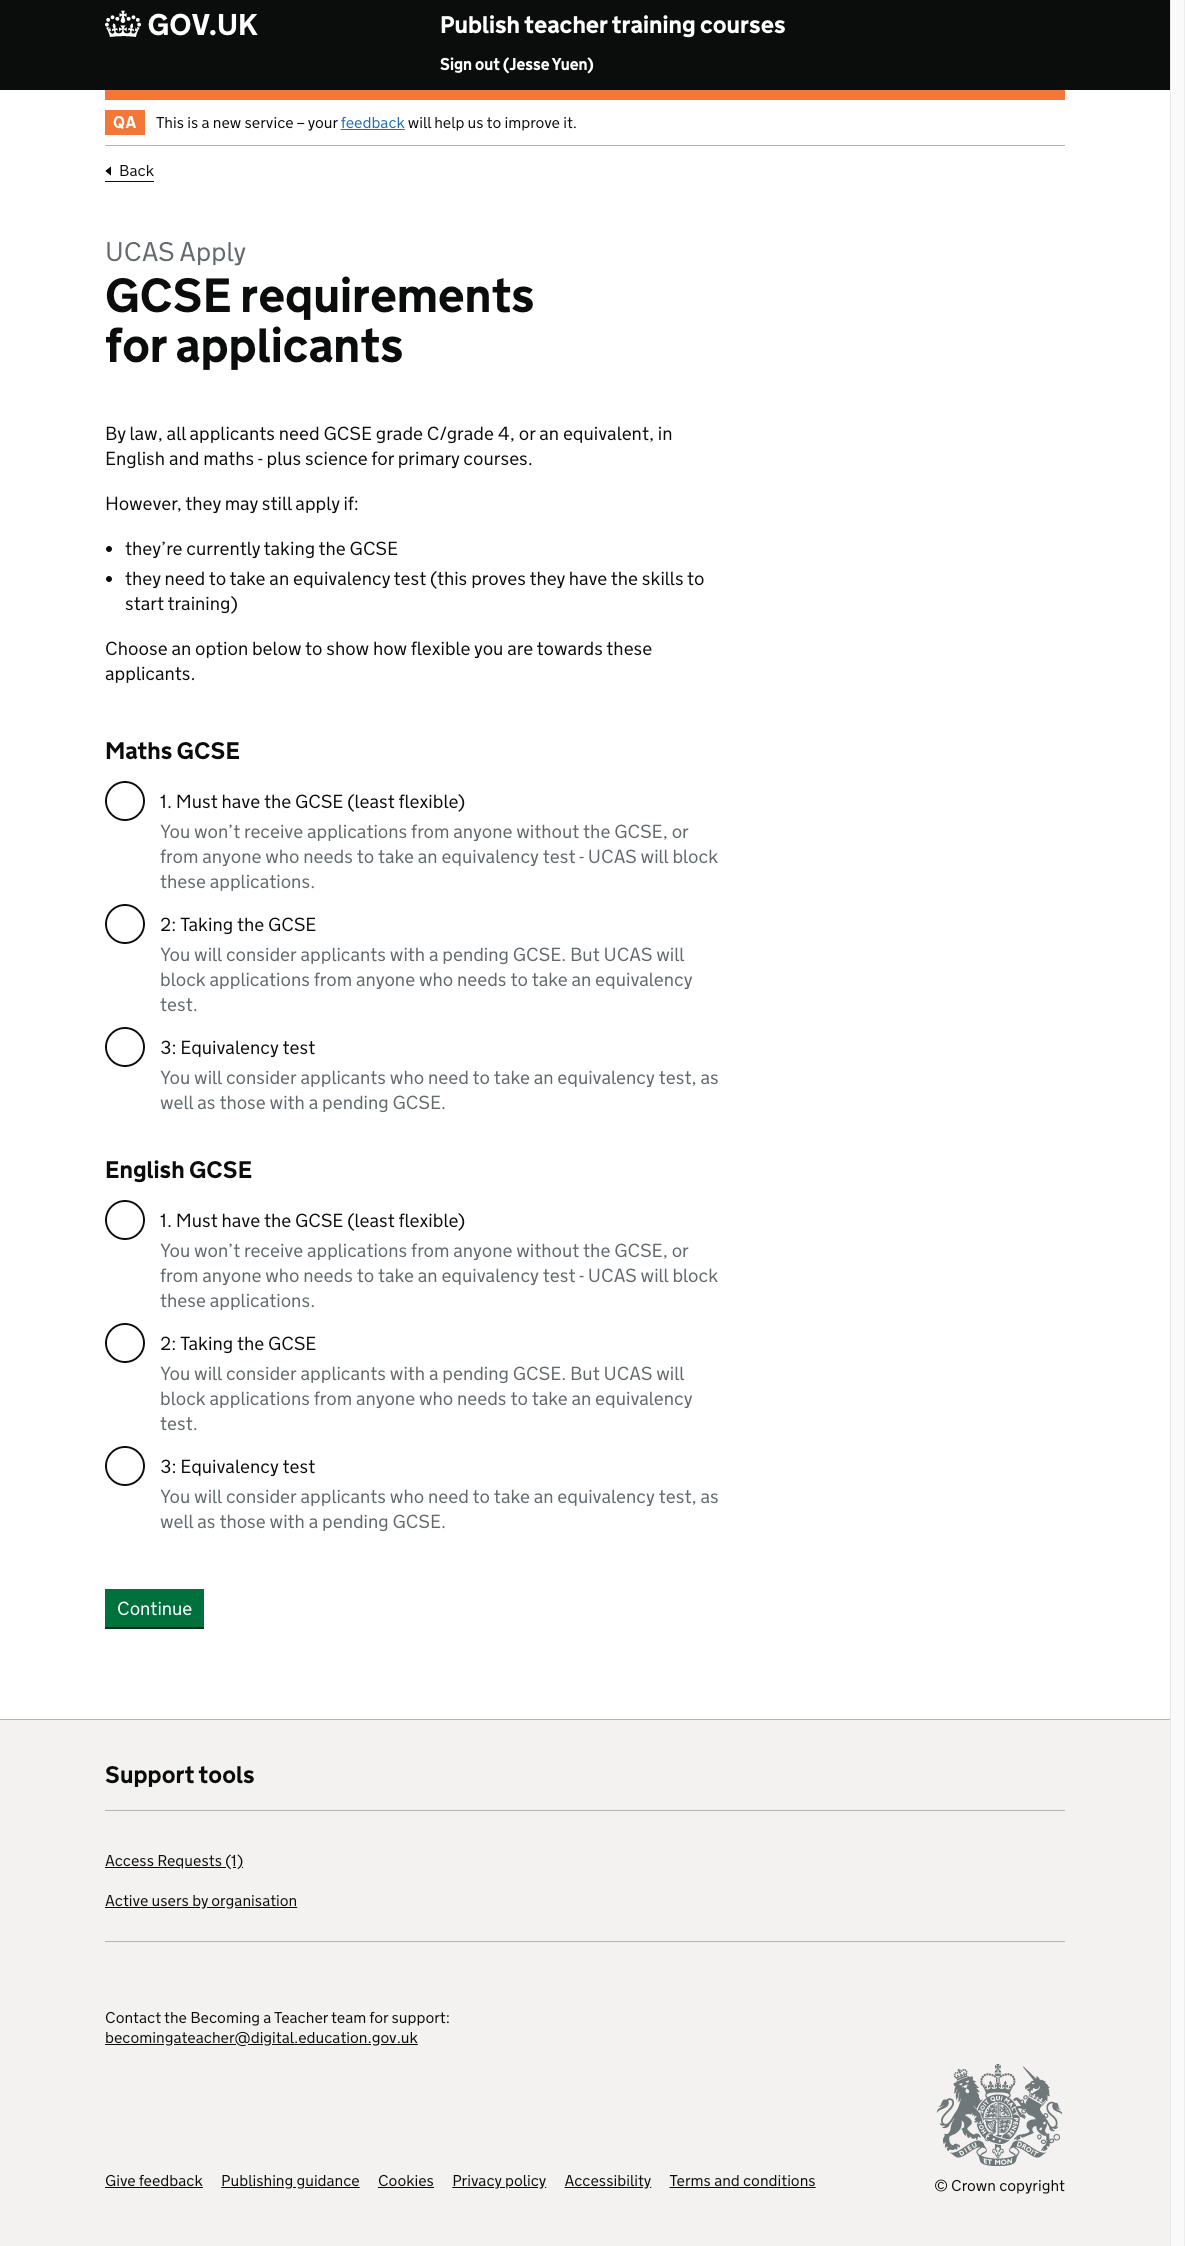 GOV.UK
Publish teacher training courses
Sign out (Jesse Yuen)
QA This is a new service – your feedback will help us to improve it.
Back
UCAS Apply
GCSE requirements
for applicants
By law, all applicants need GCSE grade C/grade 4, or an equivalent, in
English and maths - plus science for primary courses.
However, they may still apply if:
• they’re currently taking the GCSE
• they need to take an equivalency test (this proves they have the skills to
start training)
Choose an option below to show how flexible you are towards these
applicants.
Maths GCSE
1. Must have the GCSE (least flexible)
You won’t receive applications from anyone without the GCSE, or
from anyone who needs to take an equivalency test - UCAS will block
these applications.
2: Taking the GCSE
You will consider applicants with a pending GCSE. But UCAS will
block applications from anyone who needs to take an equivalency
test.
3: Equivalency test
You will consider applicants who need to take an equivalency test, as
well as those with a pending GCSE.
English GCSE
1. Must have the GCSE (least flexible)
You won’t receive applications from anyone without the GCSE, or
from anyone who needs to take an equivalency test - UCAS will block
these applications.
2: Taking the GCSE
You will consider applicants with a pending GCSE. But UCAS will
block applications from anyone who needs to take an equivalency
test.
3: Equivalency test
You will consider applicants who need to take an equivalency test, as
well as those with a pending GCSE.
Continue
Support tools
Access Requests (1)
Active users by organisation
Contact the Becoming a Teacher team for support:
becomingateacher@digital.education.gov.uk
DIEU ET MON DROIT
Give feedback Publishing guidance Cookies Privacy policy Accessibility Terms and conditions
© Crown copyright